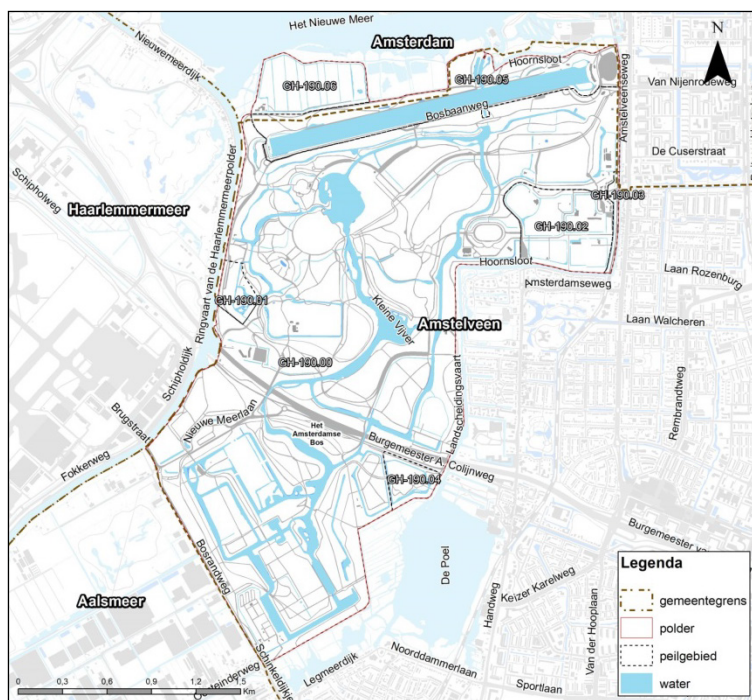 Het Nieuwe Meer
Nieuwemeerdijk
Amsterdam
N
Hoornsloot
GH-190.06
GH-190.05
Van Nijenrodeweg
Bosbaanweg
Amstelveenseweg
De Cuserstraat
Schipholweg
Ringvaart van de Haarlemmermeerpolder
Haarlemmermeer
GH-190.03
GH-190.02
Hoornsloot
Laan Rozenburg
Amsterdamseweg
GH-190.01
Kleine Vijver
Amstelveen
Laan Walcheren
Schipholdijk
GH-190.00
Landscheidingsvaart
Rembrandtweg
Brugstraat
Nieuwe Meerlaan
Het
Amsterdamse
Bos
Burgemeester A. Colijnweg
Fokkerweg
GH-190.04
Bosrandweg
De Poel
Burgemeester va
Handweg
Keizer Karelweg
Van der Hooplaan
Aalsmeer
Schinkeldijk
Noorddammerlaan
Legmeerdijk
Sportlaan
Legenda
gemeentegrens
polder
peilgebied
water
0 0,3 0,6 0,9 1,2 1,5
Km